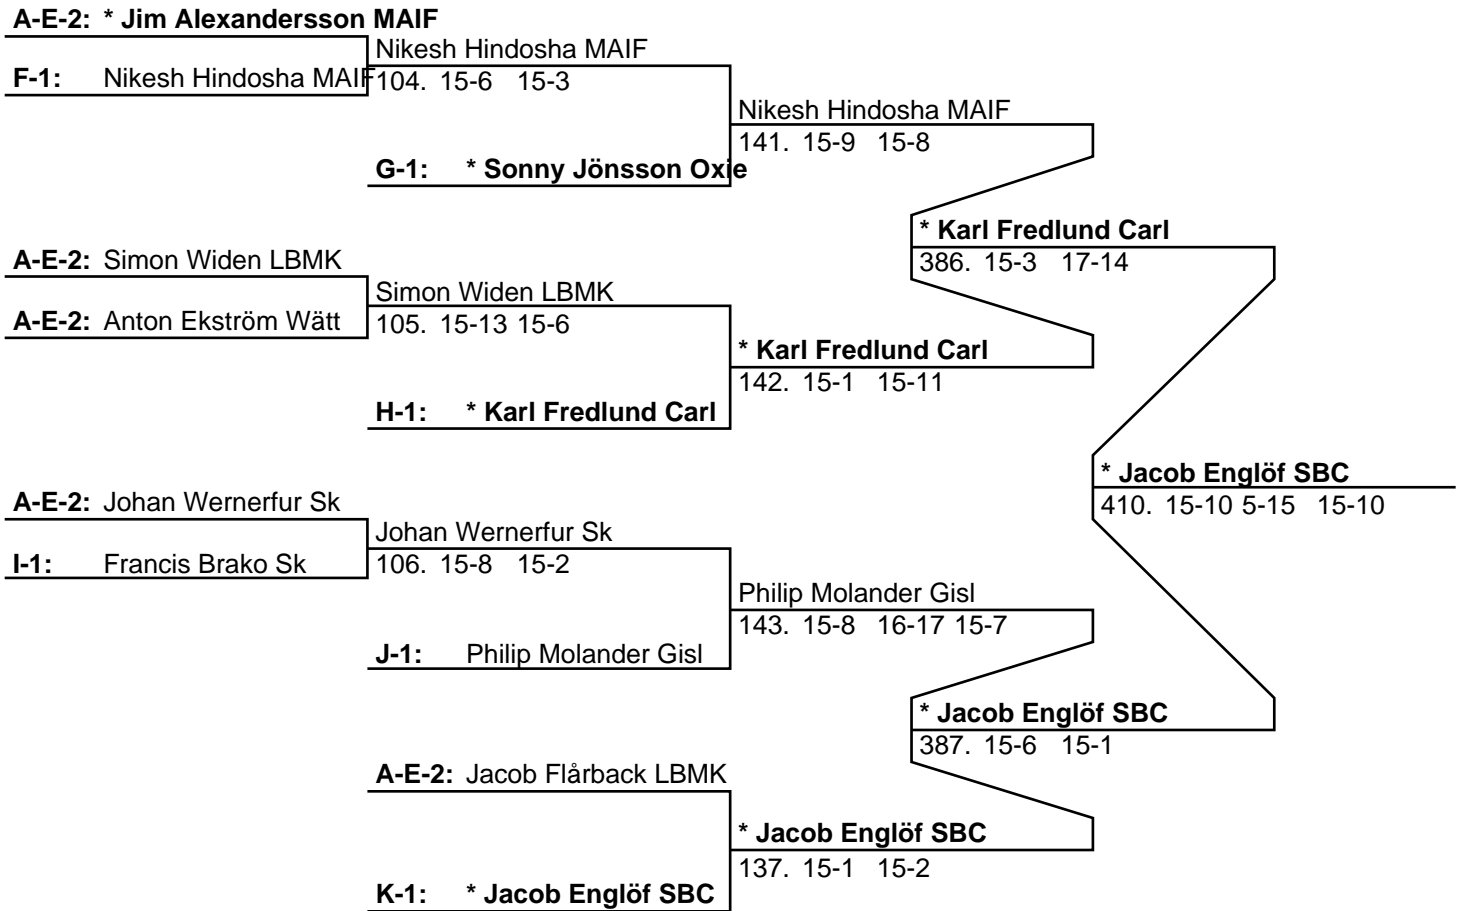 A-E-2: * Jim Alexandersson MAIF
Nikesh Hindosha MAIF
F-1: Nikesh Hindosha MAIF 104. 15-6 15-3
Nikesh Hindosha MAIF
141. 15-9 15-8
G-1: * Sonny Jönsson Oxie
* Karl Fredlund Carl
A-E-2: Simon Widen LBMK
386. 15-3 17-14
Simon Widen LBMK
A-E-2: Anton Ekström Wätt 105. 15-13 15-6
* Karl Fredlund Carl
142. 15-1 15-11
H-1: * Karl Fredlund Carl
* Jacob Englöf SBC
A-E-2: Johan Wernerfur Sk
410. 15-10 5-15 15-10
Johan Wernerfur Sk
I-1: Francis Brako Sk 106. 15-8 15-2
Philip Molander Gisl
143. 15-8 16-17 15-7
J-1: Philip Molander Gisl
* Jacob Englöf SBC
387. 15-6 15-1
A-E-2: Jacob Flårback LBMK
* Jacob Englöf SBC
137. 15-1 15-2
K-1: * Jacob Englöf SBC